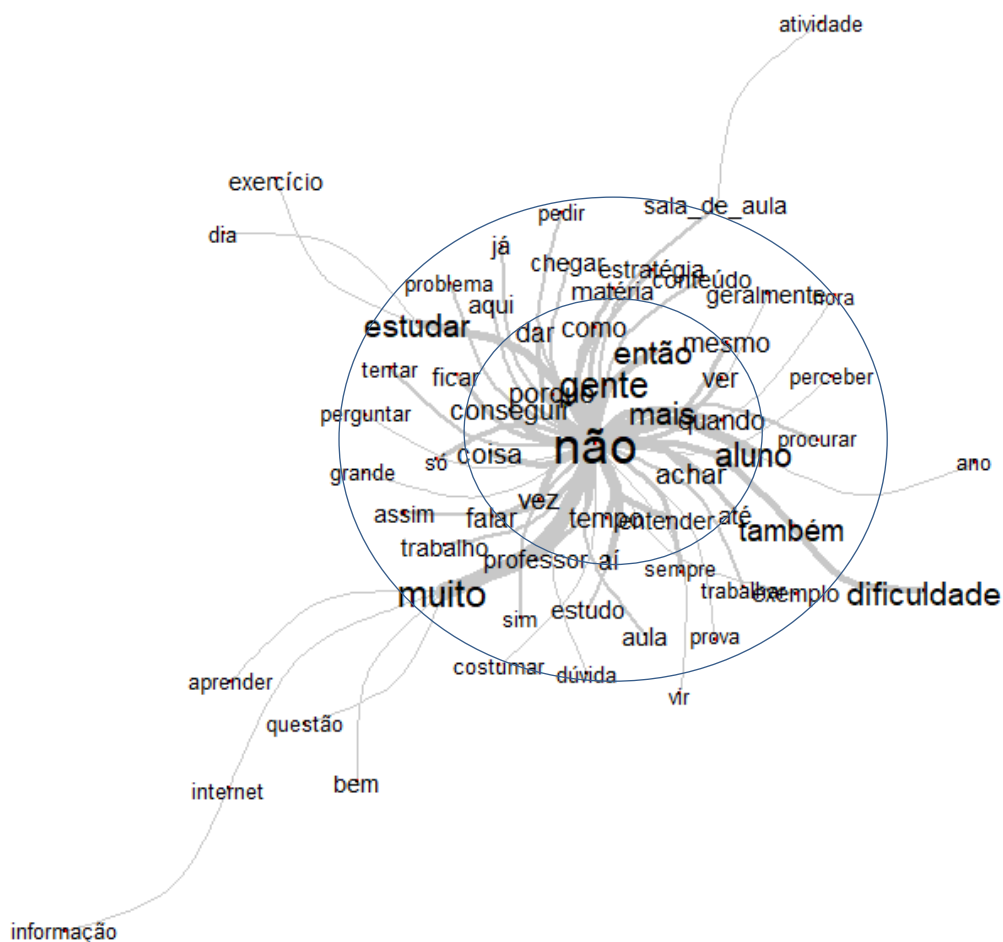 atividade
exercício
pedir
sala_de_aula
dia
já
chegar
estratégia
problema
conteúdo
matéria
geralmente
hora
aqui
estudar
dar
como
mesmo
então
tentar
ficar
ver
perceber
gente
porque
conseguir
mais
perguntar
quando
procurar
não
coisa
aluno
só
ano
grande
achar
vez
assim
falar
tempo
entender
até
também
trabalho
professor
aí
sempre
muito
trabalhar
exemplo
dificuldade
estudo
sim
aula
prova
costumar
dúvida
aprender
vir
questão
bem
internet
informação